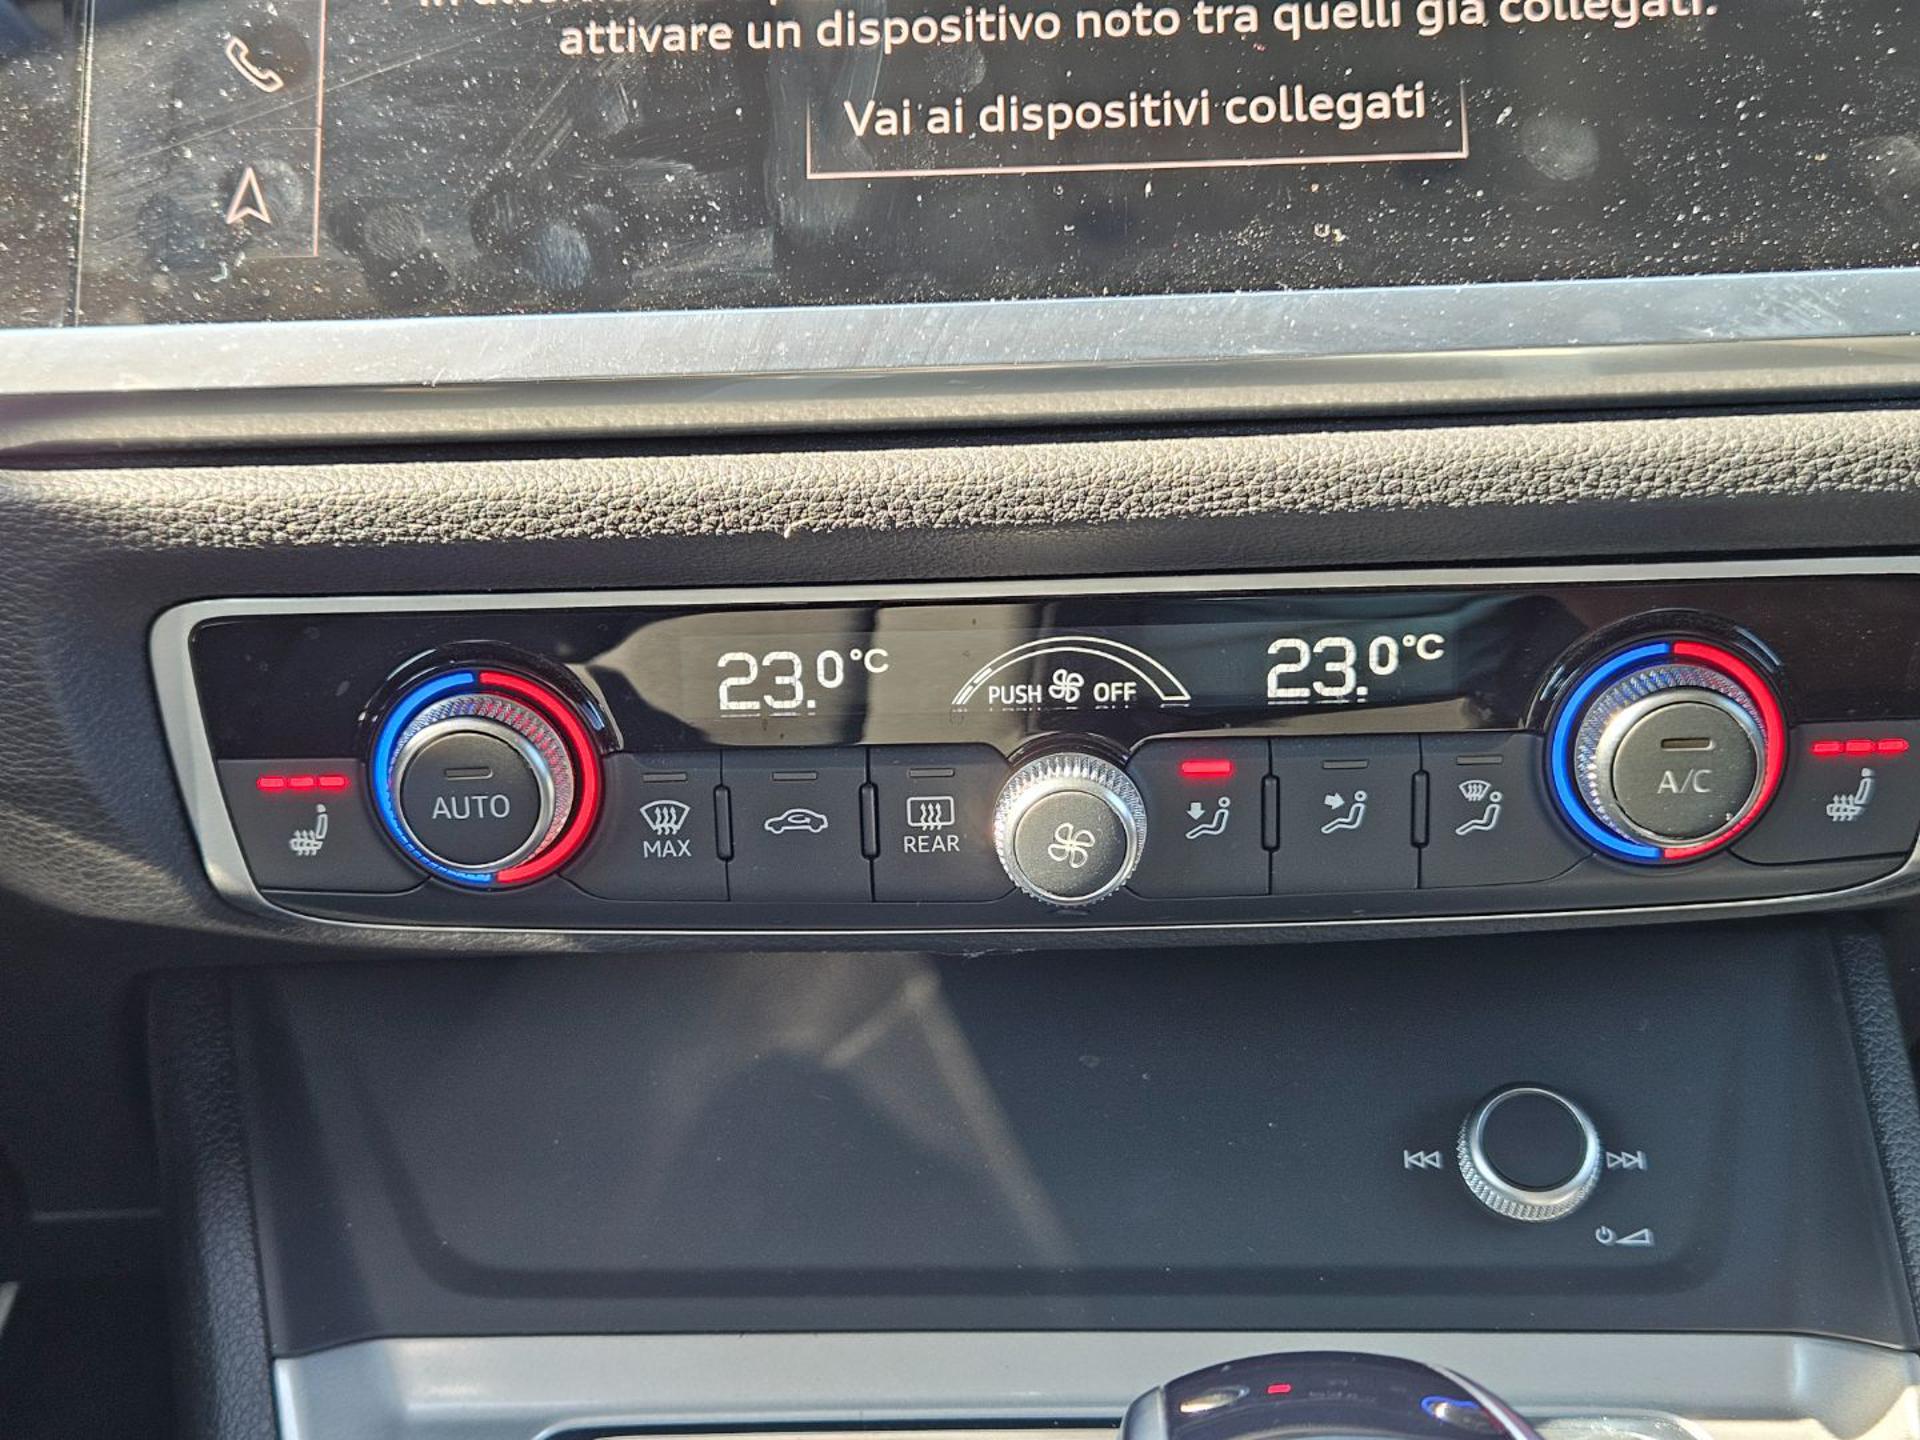 attivare un dispositivo noto tra quelli già collegati.
Vai ai dispositivi collegati
23.0°C
PUSH OFF
23.0°C
AUTO
MAX
REAR
A/C